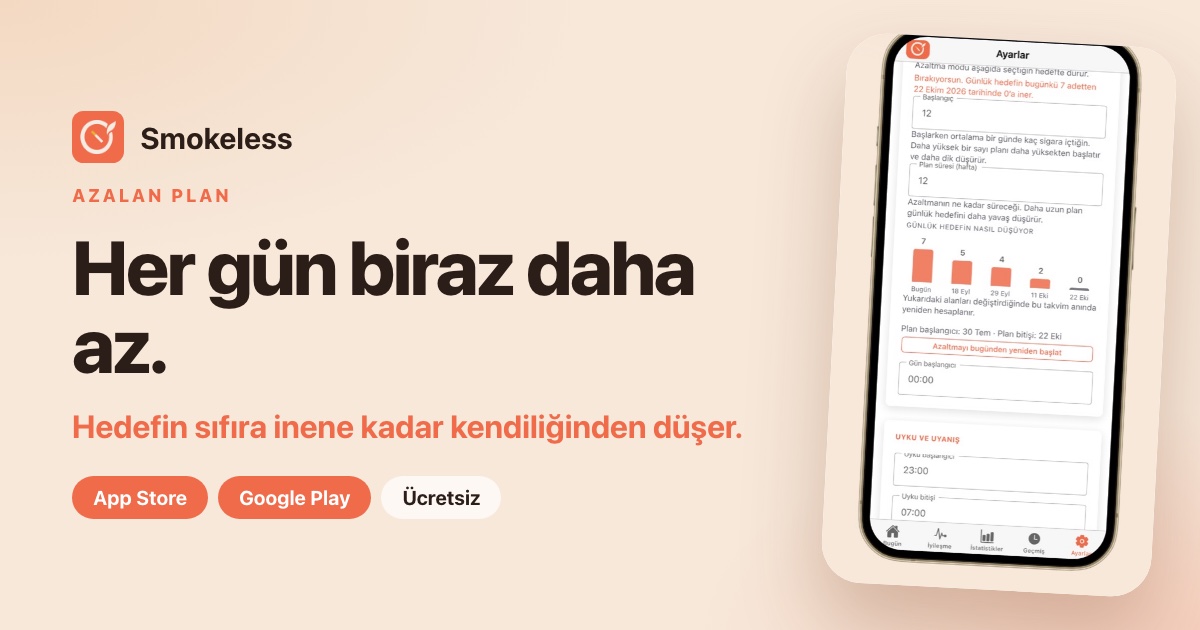 Smokeless
AZALAN PLAN
Her gün biraz daha
az.
Hedefin sıfıra inene kadar kendiliğinden düşer.
App Store
Google Play
Ücretsiz
Ayarlar
Azaltma modu aşağıda seçtiğin hedefte durur.
Bırakıyorsun. Günlük hedefin bugünkü 7 adetten
22 Ekim 2026 tarihinde 0'a iner.
Başlangıç
12
Başlarken ortalama bir günde kaç sigara içtiğin.
Daha yüksek bir sayı planı daha yüksekten başlatır
ve daha dik düşürür.
Plan süresi (hafta)
12
Azaltmanın ne kadar süreceği. Daha uzun plan
günlük hedefini daha yavaş düşürür.
GÜNLÜK HEDEFİN NASIL DÜŞÜYOR
7 5 4 2 0
Bugün 18 Eyl 29 Eyl 11 Eki 22 Eki
Yukarıdaki alanları değiştirdiğinde bu takvim anında
yeniden hesaplanır.
Plan başlangıcı: 30 Tem · Plan bitişi: 22 Eki
Azaltmayı bugünden yeniden başlat
Gün başlangıcı
00:00
UYKU VE UYANIŞ
Uyku başlangıcı
23:00
Uyku bitişi
07:00
Bugün İyileşme İstatistikler Geçmiş Ayarlar